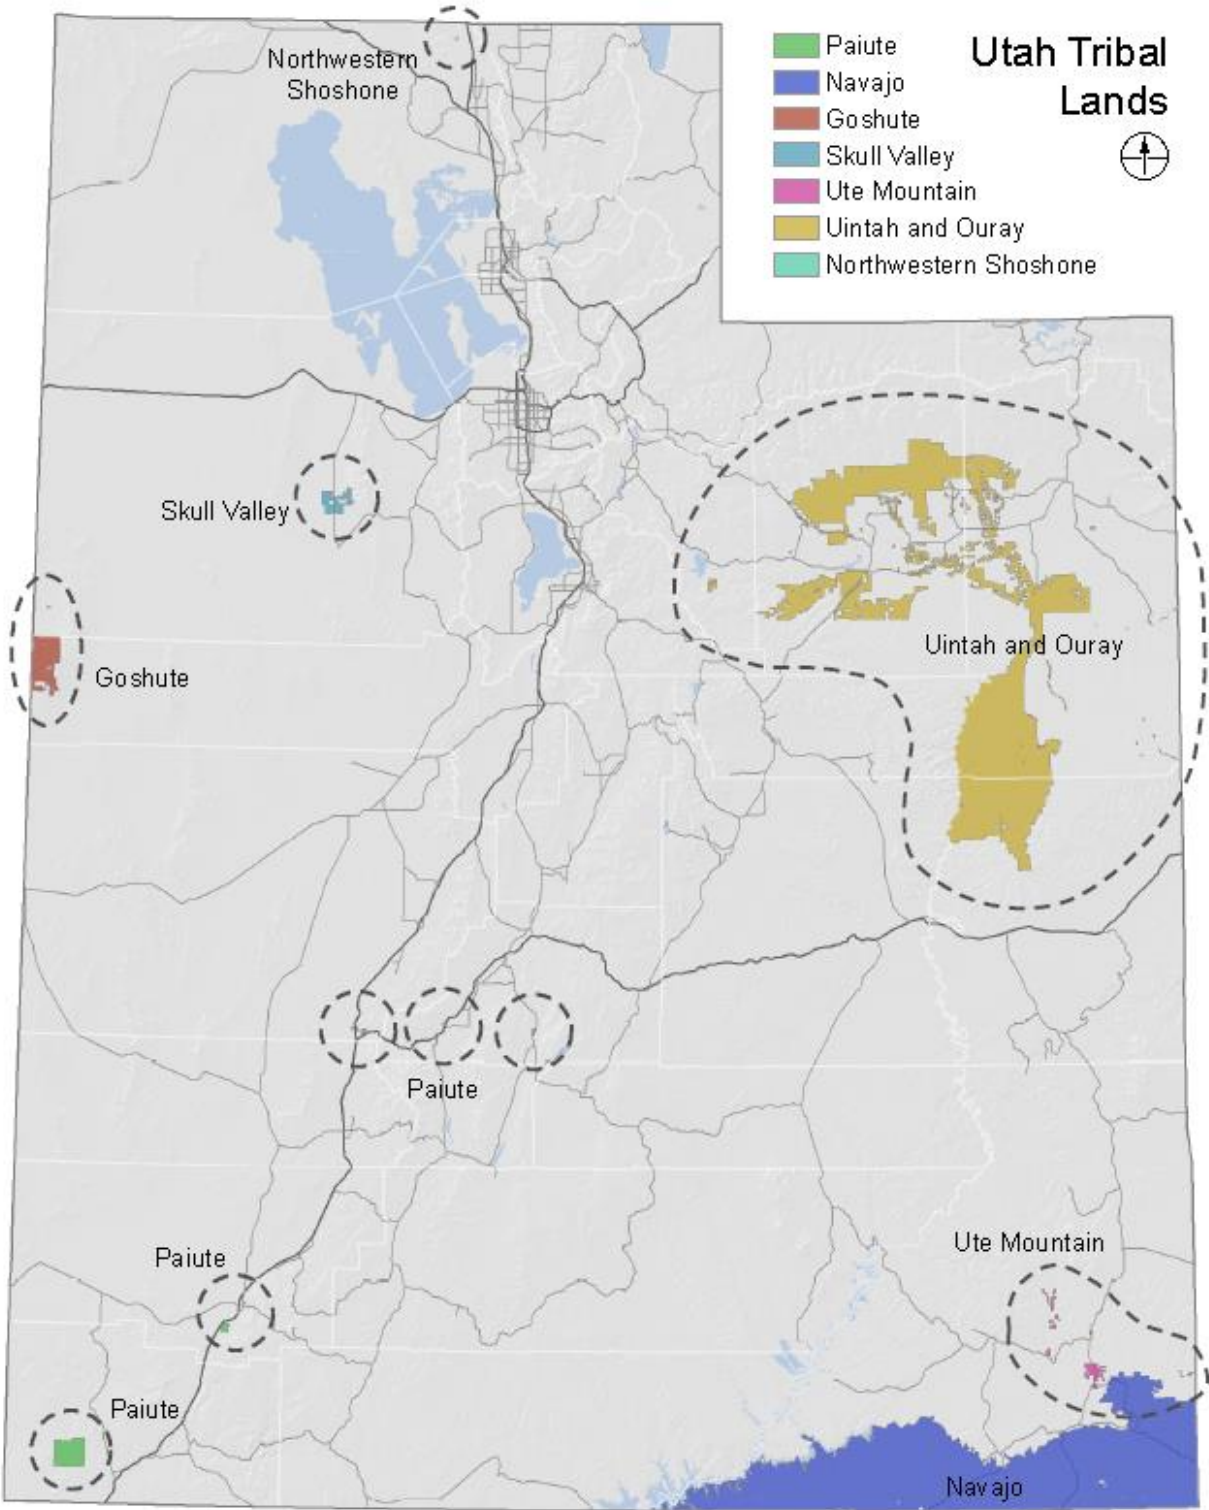 Utah Tribal
Lands
Paiute
Navajo
Goshute
Skull Valley
Ute Mountain
Uintah and Ouray
Northwestern Shoshone
Northwestern
Shoshone
Skull Valley
Goshute
Uintah and Ouray
Paiute
Paiute
Ute Mountain
Paiute
Navajo